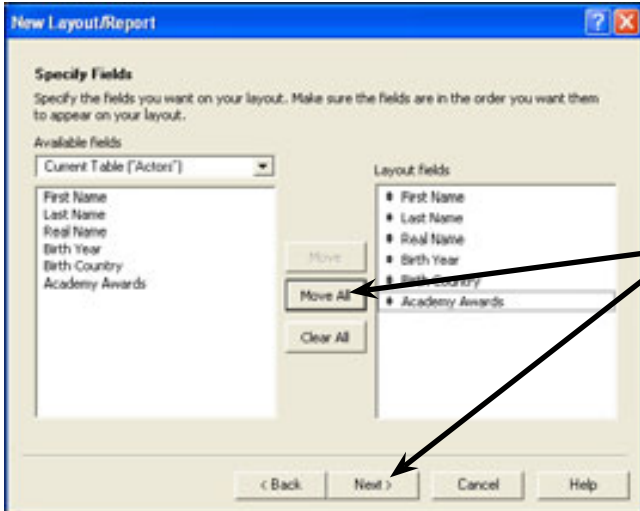 New Layout/Report
Specify Fields
Specify the fields you want on your layout. Make sure the fields are in the order you want them
to appear on your layout.
Available fields
Current Table ("Actors")
First Name
Last Name
Real Name
Birth Year
Birth Country
Academy Awards
Move
Move All
Clear All
Layout fields
First Name
Last Name
Real Name
Birth Year
Birth Country
Academy Awards
< Back
Next >
Cancel
Help